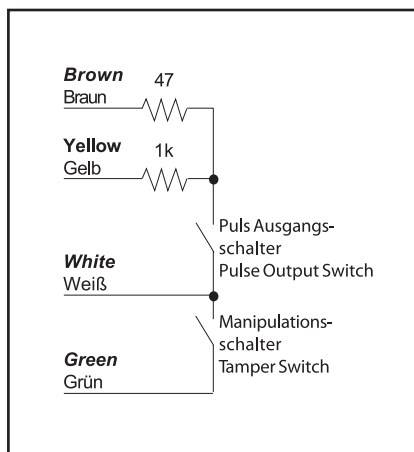 Brown
47
Braun
Yellow
1k
Gelb
Puls Ausgangs-
schalter
Pulse Output Switch
White
Weiß
Manipulations-
schalter
Tamper Switch
Green
Grün